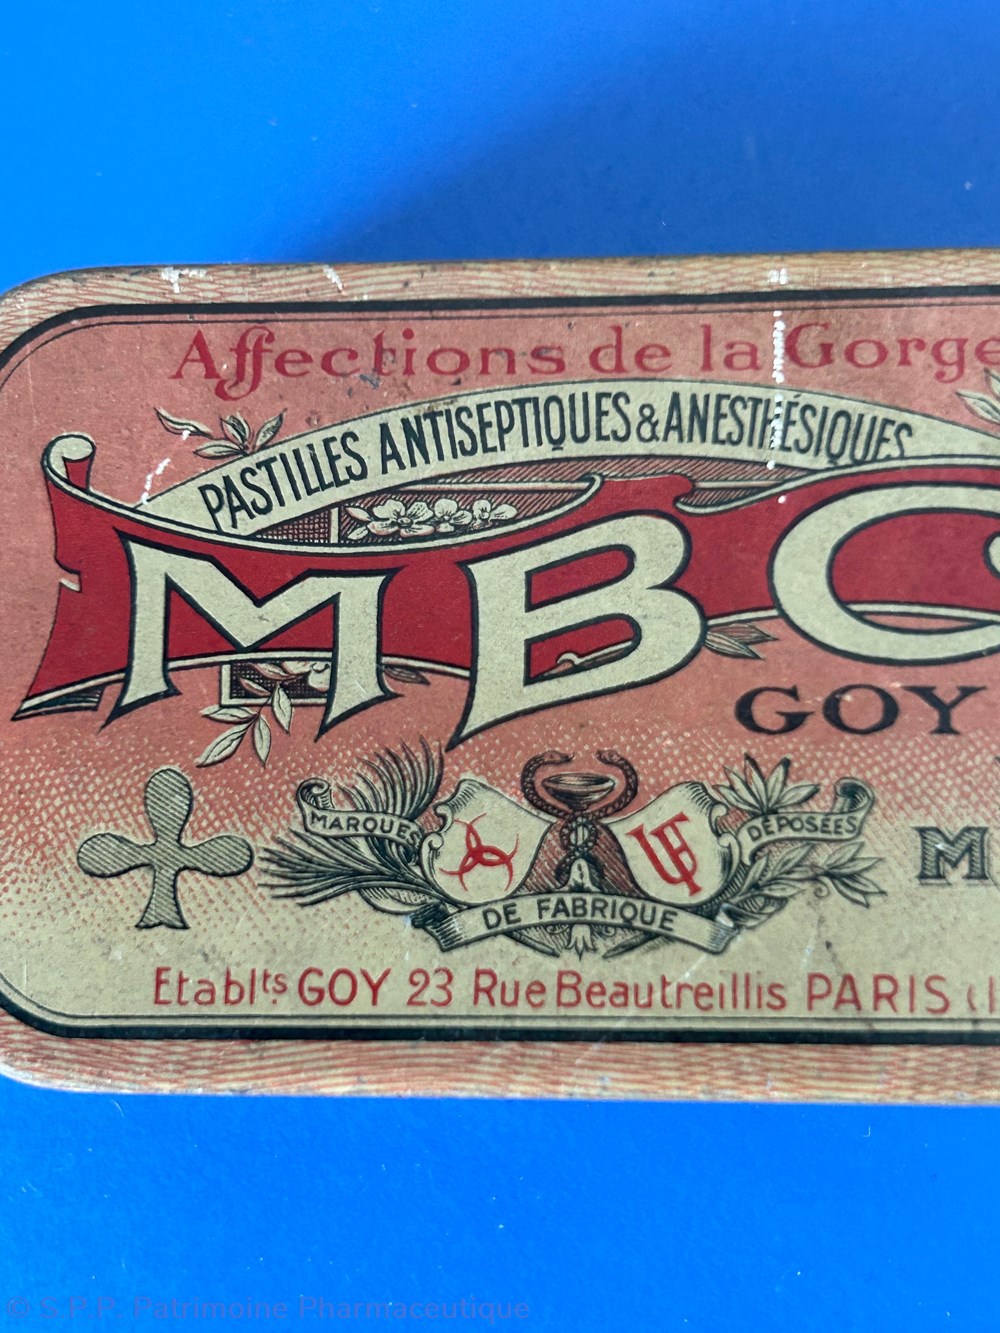 Affections de la Gorge
PASTILLES ANTISEPTIQUES & ANESTHÉSIQUES
MBC
GOY
MARQUES DÉPOSÉES
DE FABRIQUE
M
Etablts GOY 23 Rue Beautreillis PARIS
© S.P.P. Patrimoine Pharmaceutique